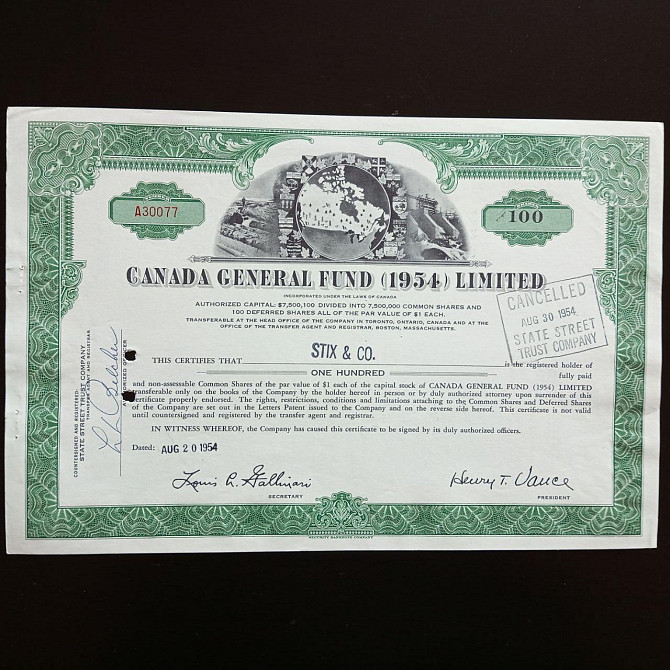 A30077
100
CANADA GENERAL FUND (1954) LIMITED
INCORPORATED UNDER THE LAWS OF CANADA
AUTHORIZED CAPITAL: $7,500,100 DIVIDED INTO 7,500,000 COMMON SHARES AND
100 DEFERRED SHARES ALL OF THE PAR VALUE OF $1 EACH.
TRANSFERABLE AT THE HEAD OFFICE OF THE COMPANY IN TORONTO, ONTARIO, CANADA AND AT THE
OFFICE OF THE TRANSFER AGENT AND REGISTRAR, BOSTON, MASSACHUSETTS.
CANCELLED
AUG 30 1954
STATE STREET
TRUST COMPANY
COUNTERSIGNED AND REGISTERED
STATE STREET TRUST COMPANY
TRANSFER AGENT AND REGISTRAR
AUTHORIZED OFFICER
THIS CERTIFIES THAT STIX & CO. is the registered holder of
ONE HUNDRED fully paid
and non-assessable Common Shares of the par value of $1 each of the capital stock of CANADA GENERAL FUND (1954) LIMITED
transferable only on the books of the Company by the holder hereof in person or by duly authorized attorney upon surrender of this
certificate properly endorsed. The rights, restrictions, conditions and limitations attaching to the Common Shares and Deferred Shares
of the Company are set out in the Letters Patent issued to the Company and on the reverse side hereof. This certificate is not valid
until countersigned and registered by the transfer agent and registrar.
IN WITNESS WHEREOF, the Company has caused this certificate to be signed by its duly authorized officers.
Dated: AUG 20 1954
Henry T. Vance
SECRETARY
PRESIDENT
SECURITY BANKNOTE COMPANY